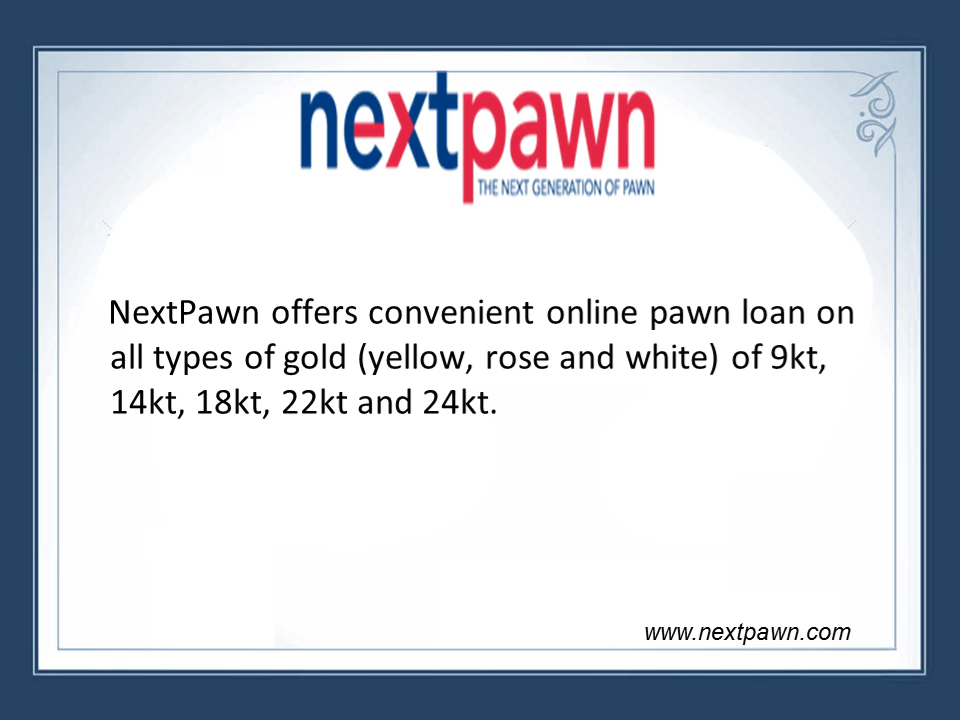 nextpawn
THE NEXT GENERATION OF PAWN
NextPawn offers convenient online pawn loan on
all types of gold (yellow, rose and white) of 9kt,
14kt, 18kt, 22kt and 24kt.
www.nextpawn.com